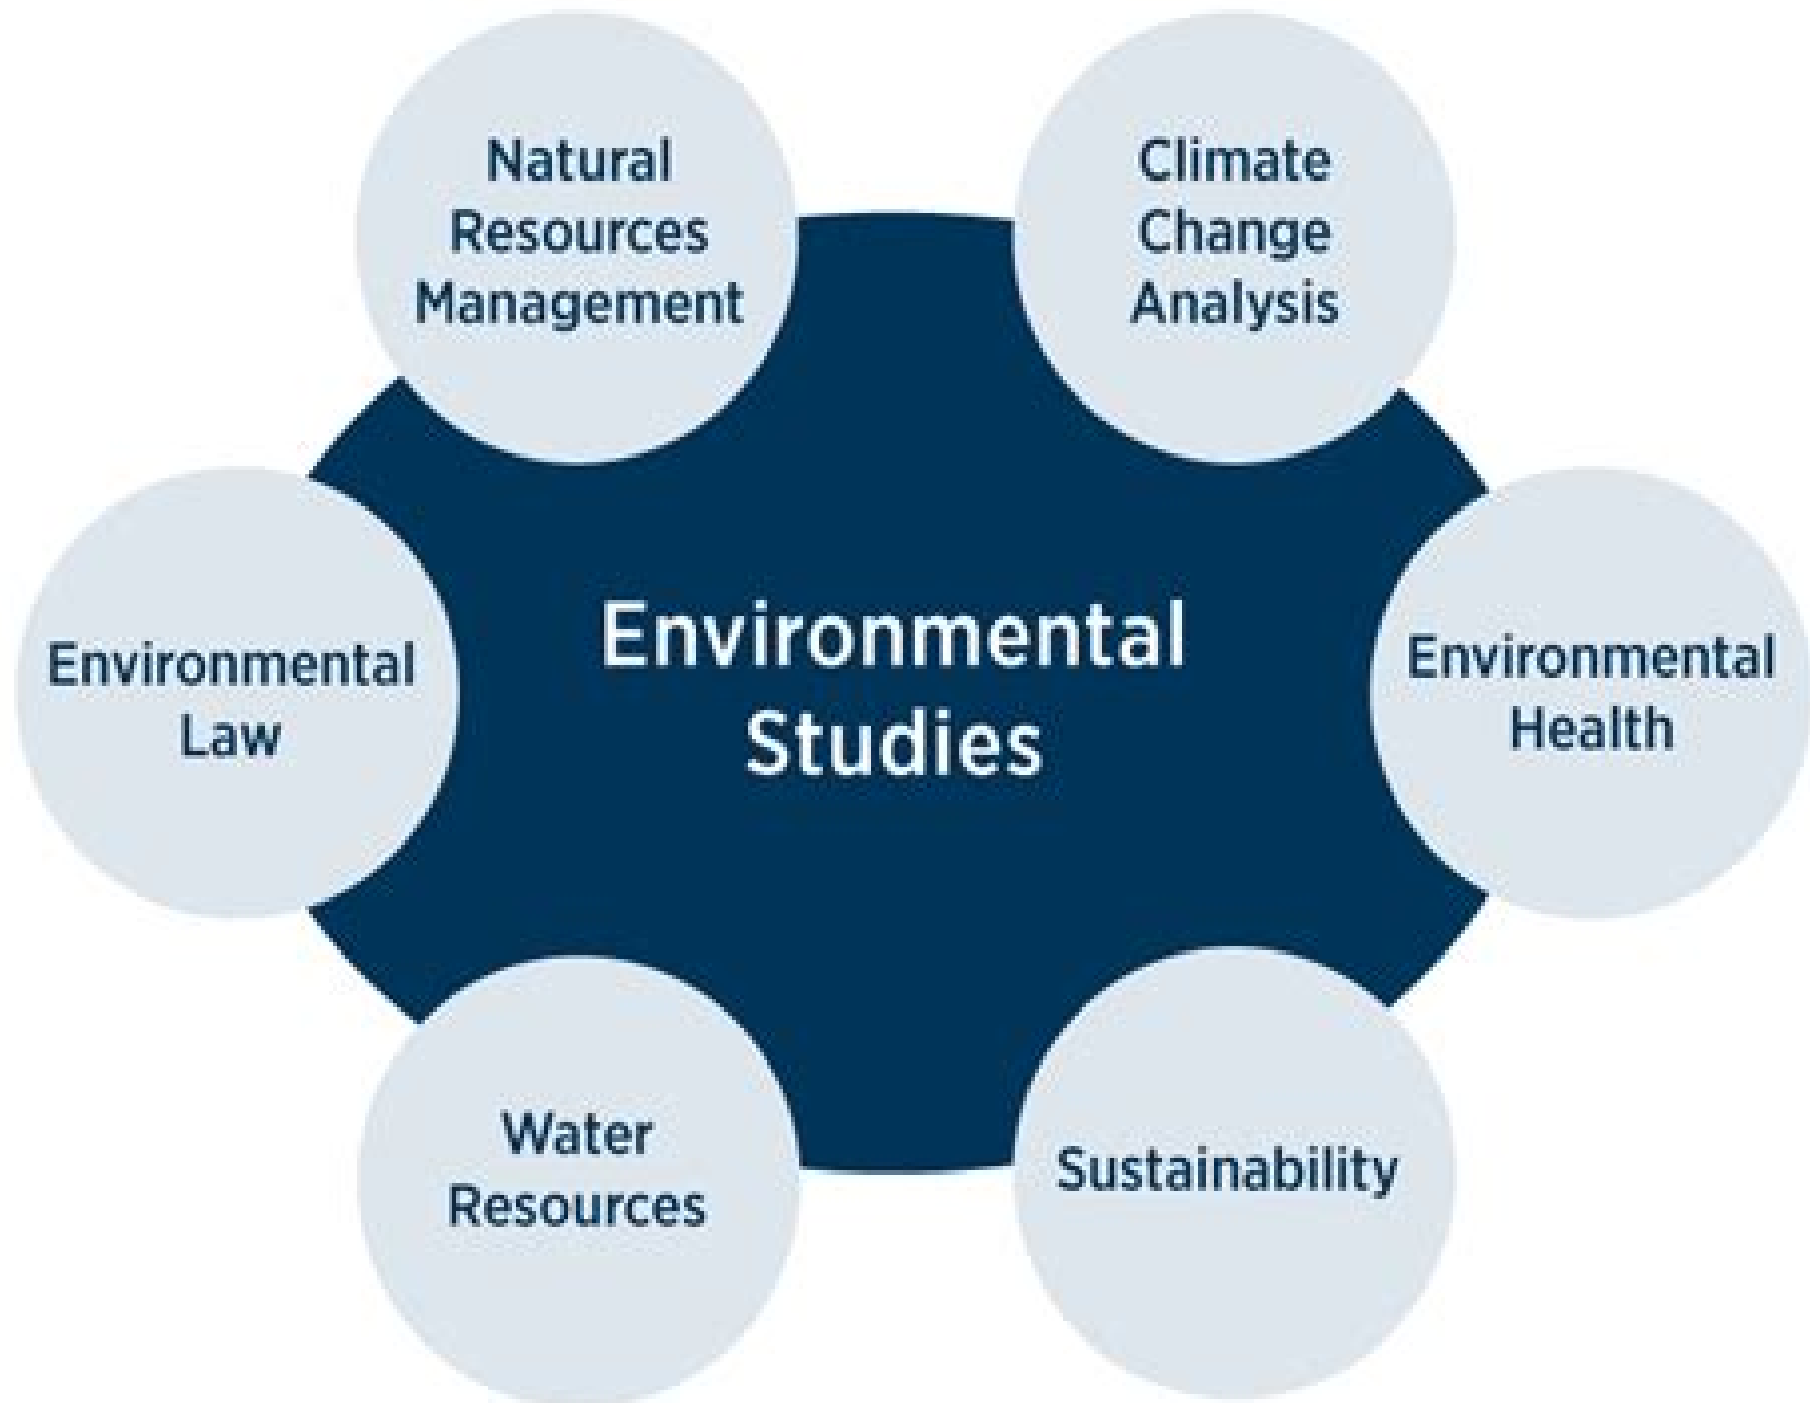 Natural
Resources
Management
Climate
Change
Analysis
Environmental
Law
Environmental
Studies
Environmental
Health
Water
Resources
Sustainability